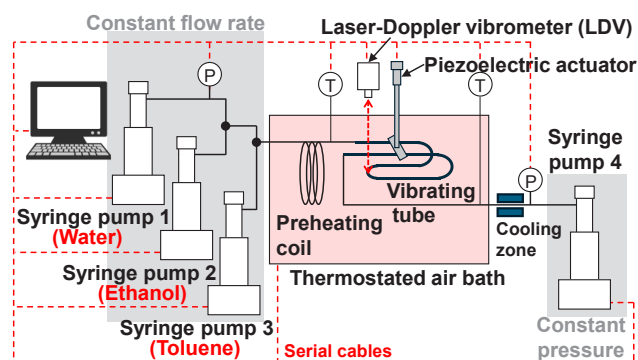 Constant flow rate
Laser-Doppler vibrometer (LDV)
Piezoelectric actuator
P
T
T
Syringe
pump 4
P
Syringe pump 1
(Water)
Preheating
coil
Vibrating
tube
Cooling
zone
Syringe pump 2
(Ethanol)
Thermostated air bath
Syringe pump 3
(Toluene)
Serial cables
Constant
pressure